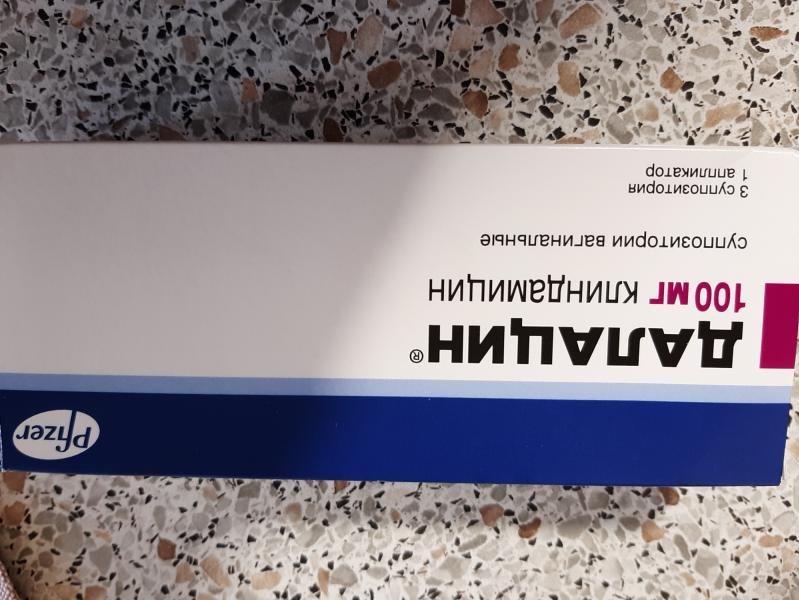 Pfizer
ДАЛАЦИН®
100 мг клиндамицин
суппозитории вагинальные
3 суппозитория
1 аппликатор